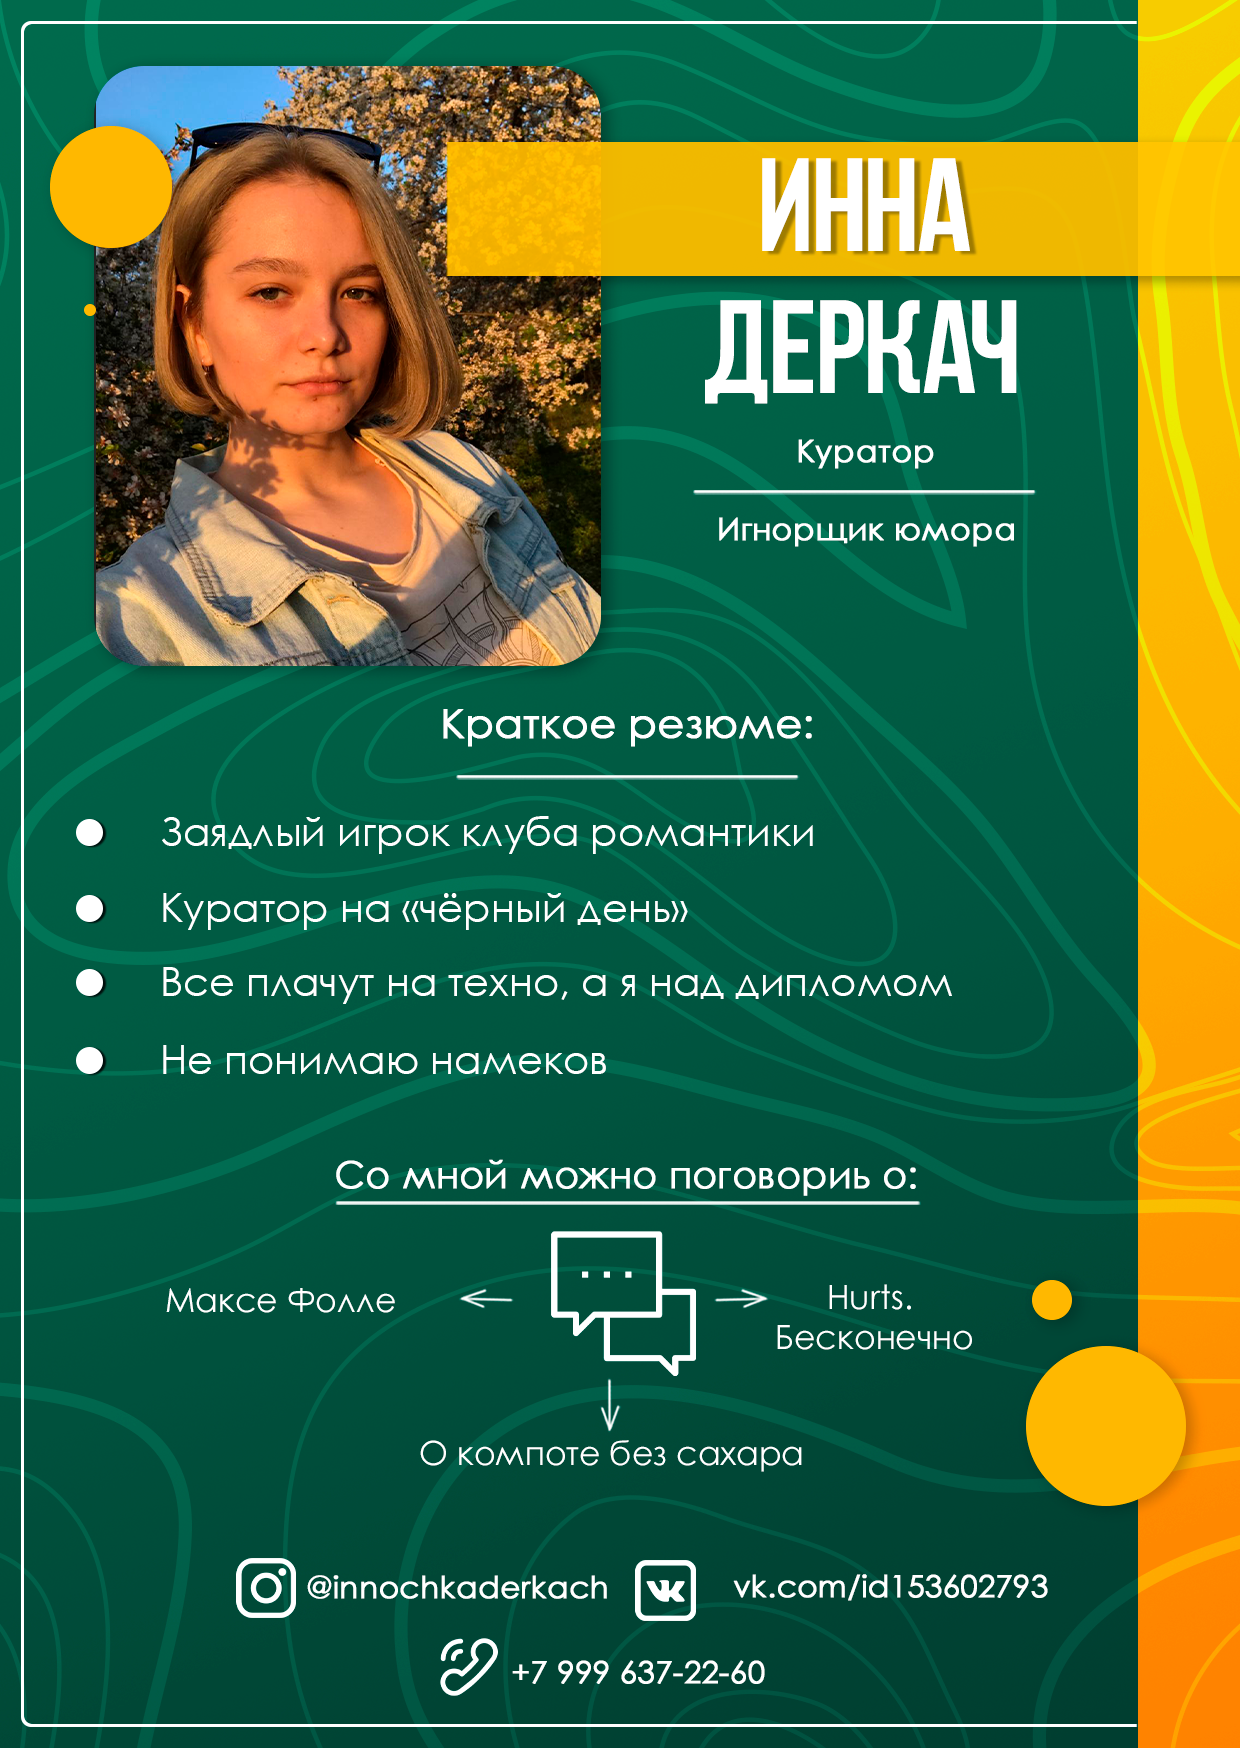 ИННА
ДЕРКАЧ
Куратор
Игнорщик юмора
Краткое резюме:
Заядлый игрок клуба романтики
Куратор на «чёрный день»
Все плачут на техно, а я над дипломом
Не понимаю намеков
Со мной можно поговориь о:
Максе Фолле
Hurts.
Бесконечно
О компоте без сахара
@innochkaderkach
vk.com/id153602793
+7 999 637-22-60